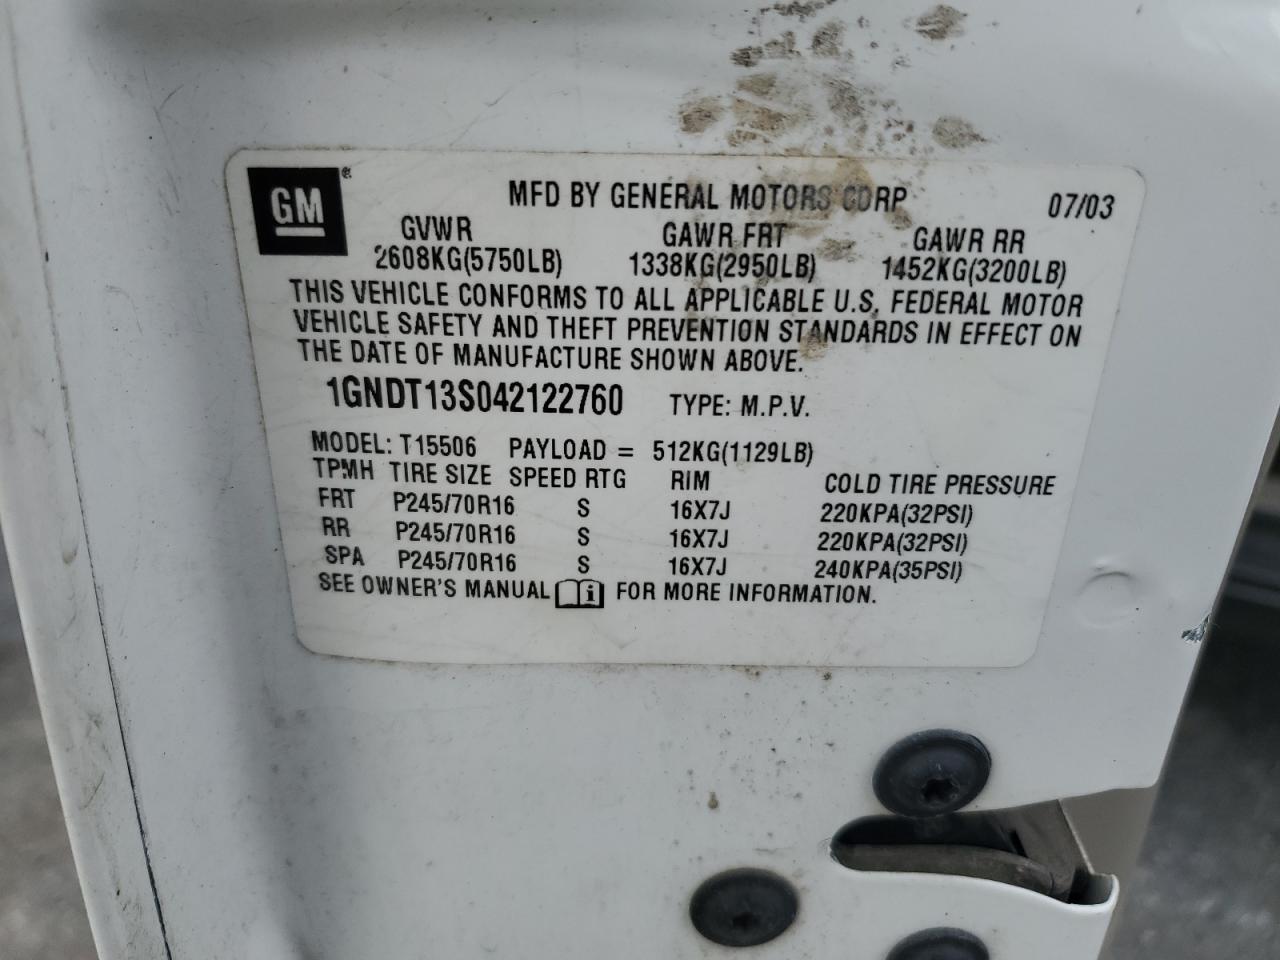 GM®
MFD BY GENERAL MOTORS CORP 07/03
GVWR GAWR FRT GAWR RR
2608KG(5750LB) 1338KG(2950LB) 1452KG(3200LB)
THIS VEHICLE CONFORMS TO ALL APPLICABLE U.S. FEDERAL MOTOR
VEHICLE SAFETY AND THEFT PREVENTION STANDARDS IN EFFECT ON
THE DATE OF MANUFACTURE SHOWN ABOVE.
1GNDT13S042122760 TYPE: M.P.V.
MODEL: T15506 PAYLOAD = 512KG(1129LB)
TPMH TIRE SIZE SPEED RTG RIM COLD TIRE PRESSURE
FRT P245/70R16 S 16X7J 220KPA(32PSI)
RR P245/70R16 S 16X7J 220KPA(32PSI)
SPA P245/70R16 S 16X7J 240KPA(35PSI)
SEE OWNER'S MANUAL i FOR MORE INFORMATION.